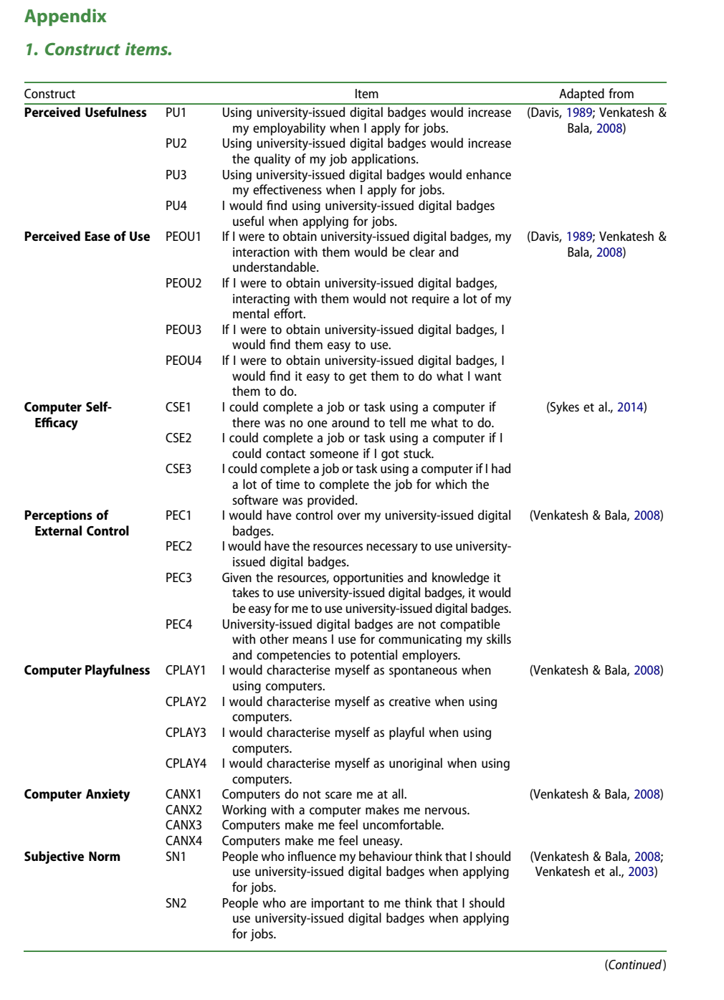 Appendix
1. Construct items.
Construct Item Adapted from
Perceived Usefulness PU1 Using university-issued digital badges would increase (Davis, 1989; Venkatesh &
my employability when I apply for jobs. Bala, 2008)
PU2 Using university-issued digital badges would increase
the quality of my job applications.
PU3 Using university-issued digital badges would enhance
my effectiveness when I apply for jobs.
PU4 I would find using university-issued digital badges
useful when applying for jobs.
Perceived Ease of Use PEOU1 If I were to obtain university-issued digital badges, my (Davis, 1989; Venkatesh &
interaction with them would be clear and Bala, 2008)
understandable.
PEOU2 If I were to obtain university-issued digital badges,
interacting with them would not require a lot of my
mental effort.
PEOU3 If I were to obtain university-issued digital badges, I
would find them easy to use.
PEOU4 If I were to obtain university-issued digital badges, I
would find it easy to get them to do what I want
them to do.
Computer Self- CSE1 I could complete a job or task using a computer if (Sykes et al., 2014)
Efficacy there was no one around to tell me what to do.
CSE2 I could complete a job or task using a computer if I
could contact someone if I got stuck.
CSE3 I could complete a job or task using a computer if I had
a lot of time to complete the job for which the
software was provided.
Perceptions of PEC1 I would have control over my university-issued digital (Venkatesh & Bala, 2008)
External Control badges.
PEC2 I would have the resources necessary to use university-
issued digital badges.
PEC3 Given the resources, opportunities and knowledge it
takes to use university-issued digital badges, it would
be easy for me to use university-issued digital badges.
PEC4 University-issued digital badges are not compatible
with other means I use for communicating my skills
and competencies to potential employers.
Computer Playfulness CPLAY1 I would characterise myself as spontaneous when (Venkatesh & Bala, 2008)
using computers.
CPLAY2 I would characterise myself as creative when using
computers.
CPLAY3 I would characterise myself as playful when using
computers.
CPLAY4 I would characterise myself as unoriginal when using
computers.
Computer Anxiety CANX1 Computers do not scare me at all. (Venkatesh & Bala, 2008)
CANX2 Working with a computer makes me nervous.
CANX3 Computers make me feel uncomfortable.
CANX4 Computers make me feel uneasy.
Subjective Norm SN1 People who influence my behaviour think that I should (Venkatesh & Bala, 2008;
use university-issued digital badges when applying Venkatesh et al., 2003)
for jobs.
SN2 People who are important to me think that I should
use university-issued digital badges when applying
for jobs.
(Continued)